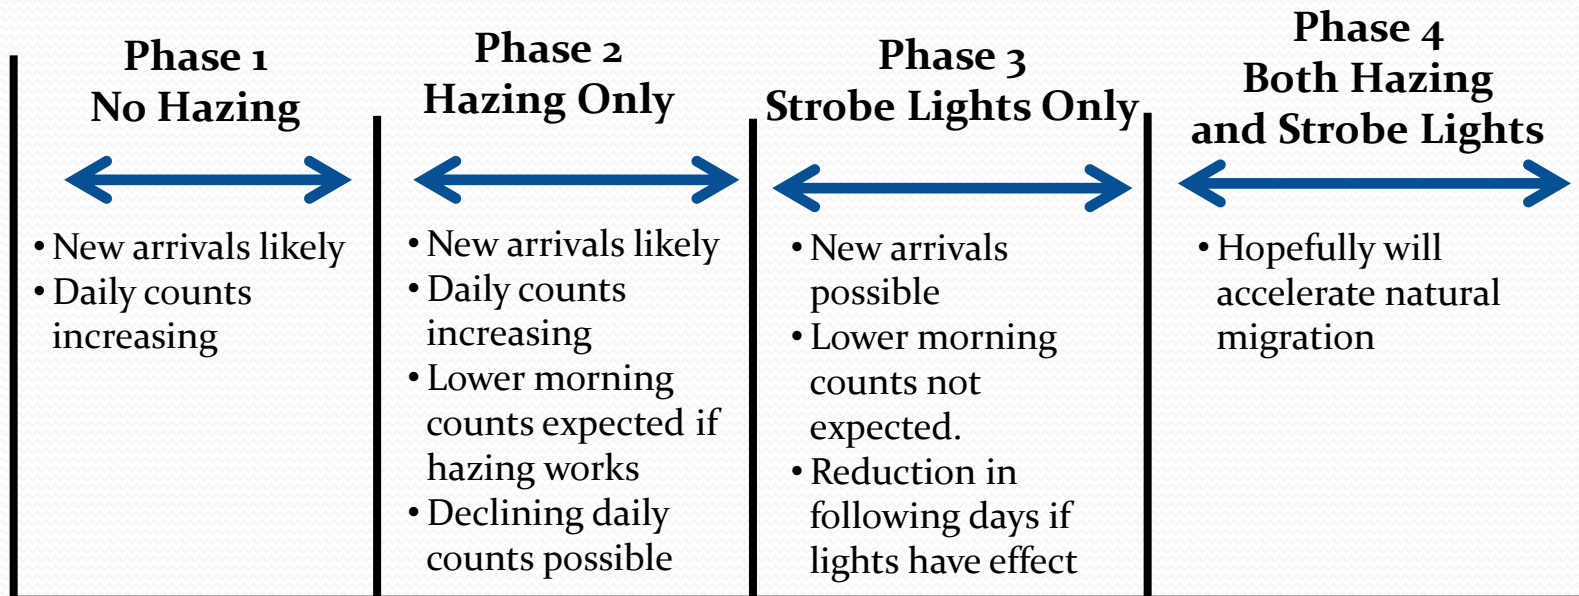 Phase 1
No Hazing
• New arrivals likely
• Daily counts
increasing
Phase 2
Hazing Only
• New arrivals likely
• Daily counts
increasing
• Lower morning
counts expected if
hazing works
• Declining daily
counts possible
Phase 3
Strobe Lights Only
• New arrivals
possible
• Lower morning
counts not
expected.
• Reduction in
following days if
lights have effect
Phase 4
Both Hazing
and Strobe Lights
• Hopefully will
accelerate natural
migration